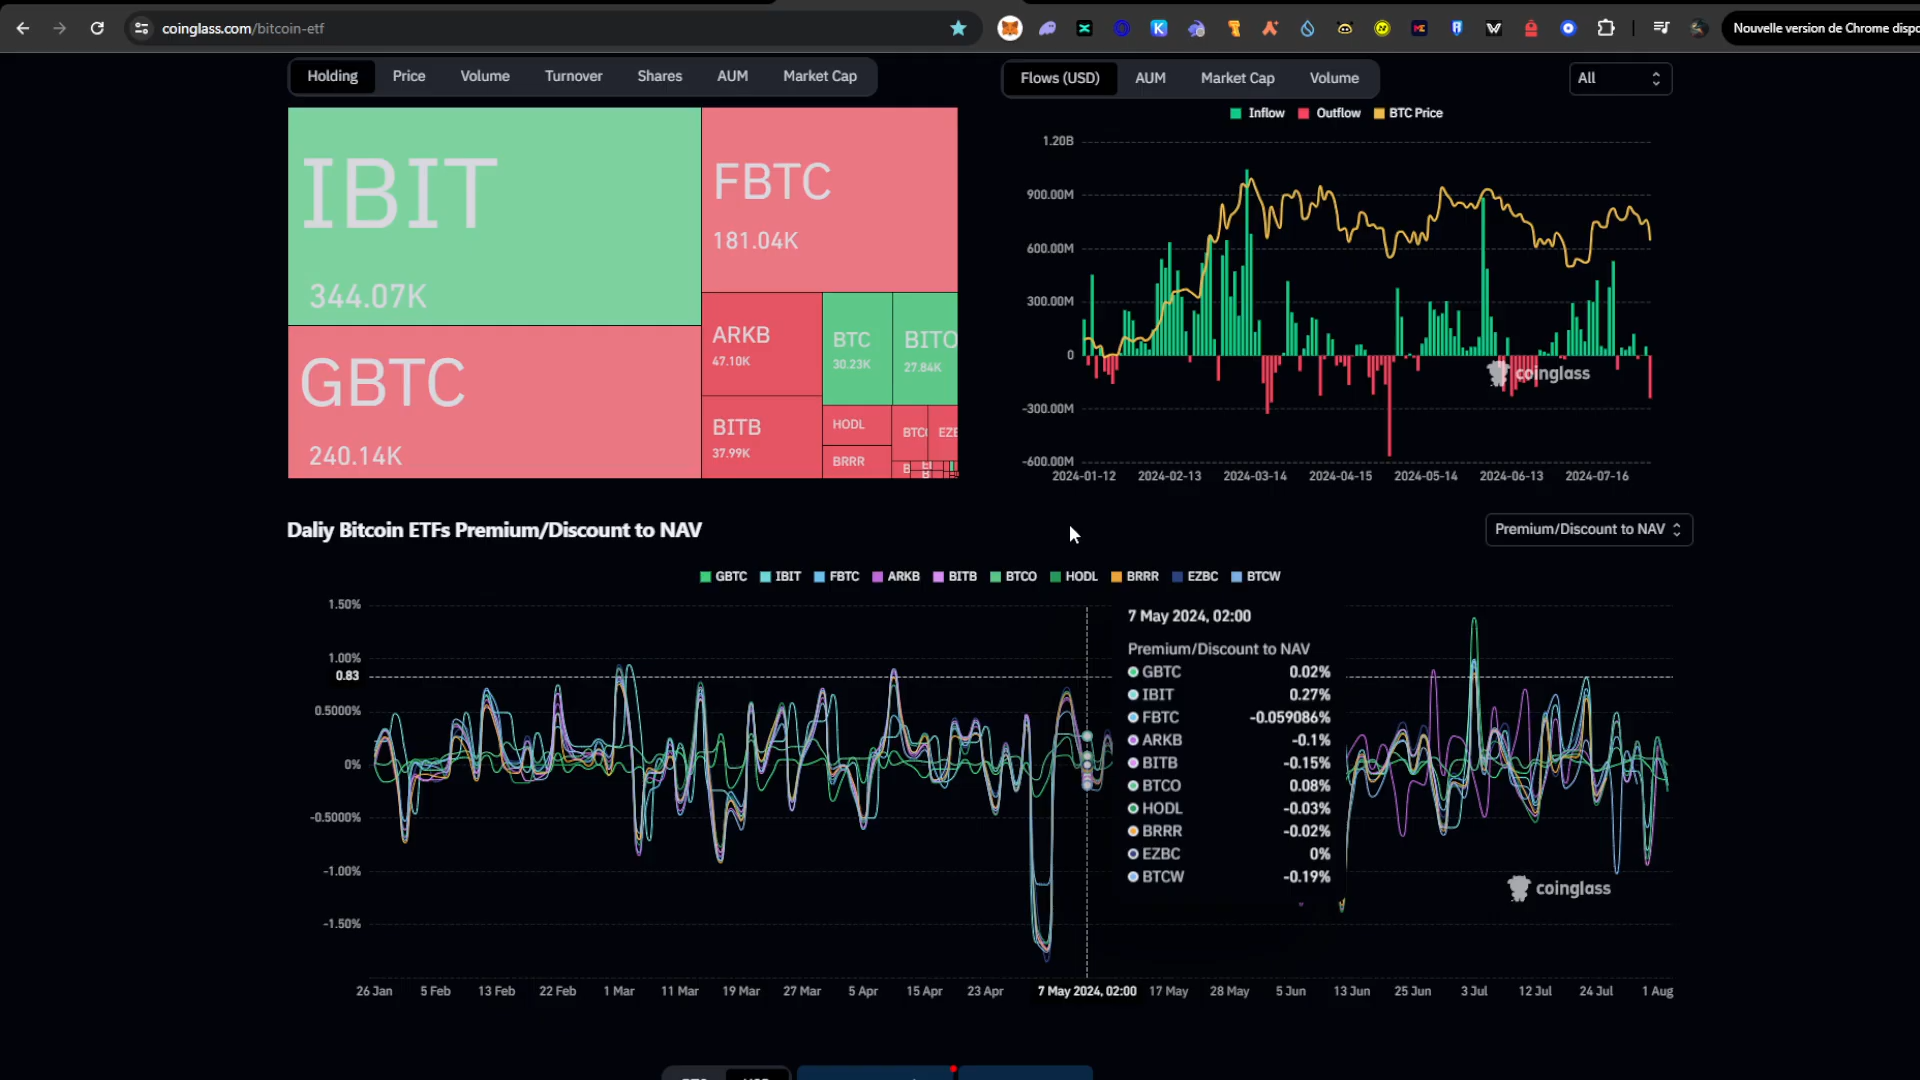 coinglass.com/bitcoin-etf
Nouvelle version de Chrome dispo
Holding Price Volume Turnover Shares AUM Market Cap
Flows (USD) AUM Market Cap Volume
All
Inflow Outflow BTC Price
IBIT
344.07K
GBTC
240.14K
FBTC
181.04K
ARKB
47.10K
BITB
37.99K
BTC
30.23K
BITO
27.84K
HODL
BRRR
BTC
EZB
B
1.20B
900.00M
600.00M
300.00M
0
-300.00M
-600.00M
2024-01-12 2024-02-13 2024-03-14 2024-04-15 2024-05-14 2024-06-13 2024-07-16
coinglass
Daliy Bitcoin ETFs Premium/Discount to NAV
Premium/Discount to NAV
GBTC IBIT FBTC ARKB BITB BTCO HODL BRRR EZBC BTCW
1.50%
1.00%
0.83
0.5000%
0%
-0.5000%
-1.00%
-1.50%
7 May 2024, 02:00
Premium/Discount to NAV
GBTC 0.02%
IBIT 0.27%
FBTC -0.059086%
ARKB -0.1%
BITB -0.15%
BTCO 0.08%
HODL -0.03%
BRRR -0.02%
EZBC 0%
BTCW -0.19%
coinglass
26 Jan 5 Feb 13 Feb 22 Feb 1 Mar 11 Mar 19 Mar 27 Mar 5 Apr 15 Apr 23 Apr 7 May 2024, 02:00 17 May 28 May 5 Jun 13 Jun 25 Jun 3 Jul 12 Jul 24 Jul 1 Aug